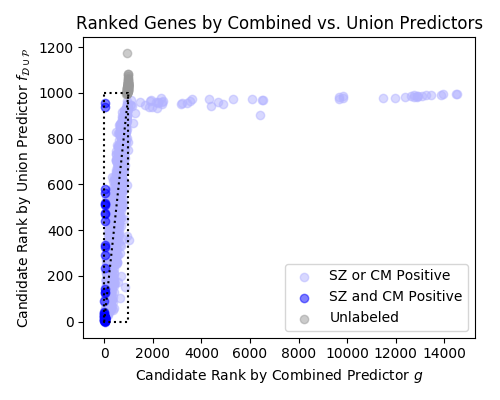 Ranked Genes by Combined vs. Union Predictors
Candidate Rank by Union Predictor f_{𝒟∪𝒫}
1200
1000
800
600
400
200
0
SZ or CM Positive
SZ and CM Positive
Unlabeled
0 2000 4000 6000 8000 10000 12000 14000
Candidate Rank by Combined Predictor g